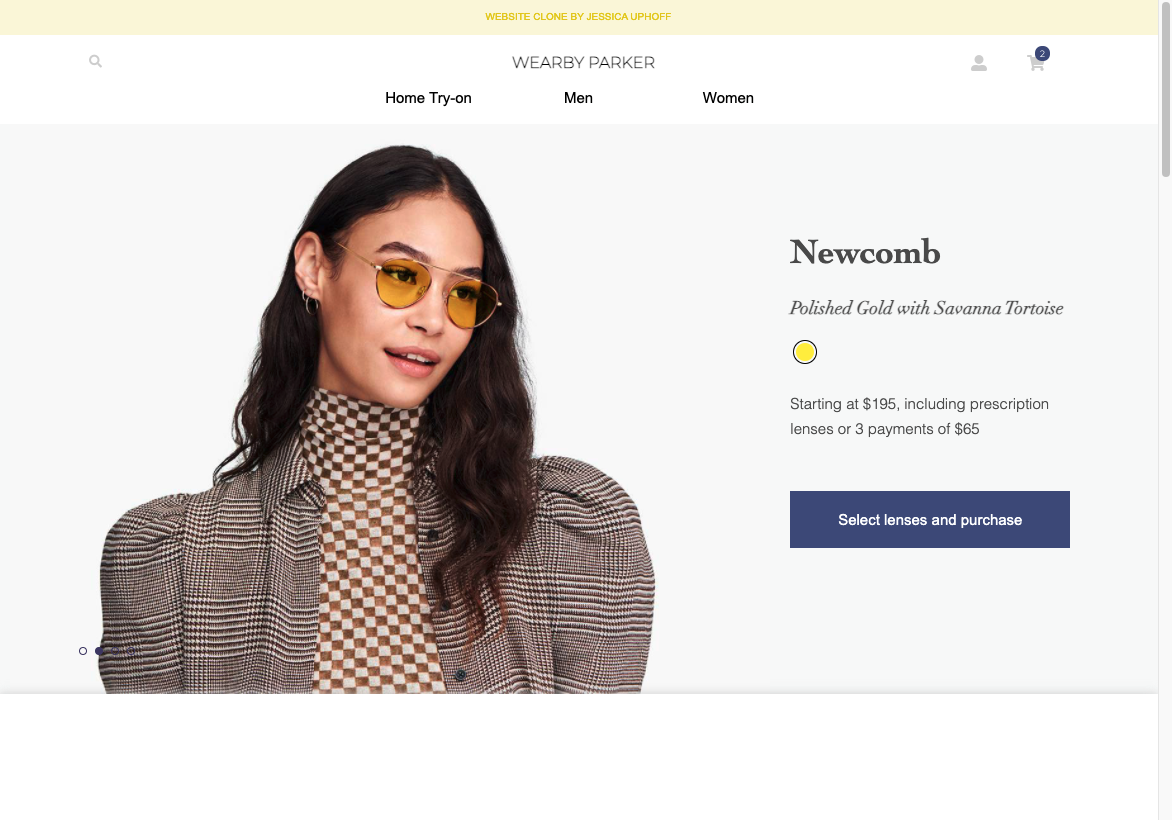 WEBSITE CLONE BY JESSICA UPHOFF
WEARBY PARKER
2
Home Try-on
Men
Women
Newcomb
Polished Gold with Savanna Tortoise
Starting at $195, including prescription
lenses or 3 payments of $65
Select lenses and purchase